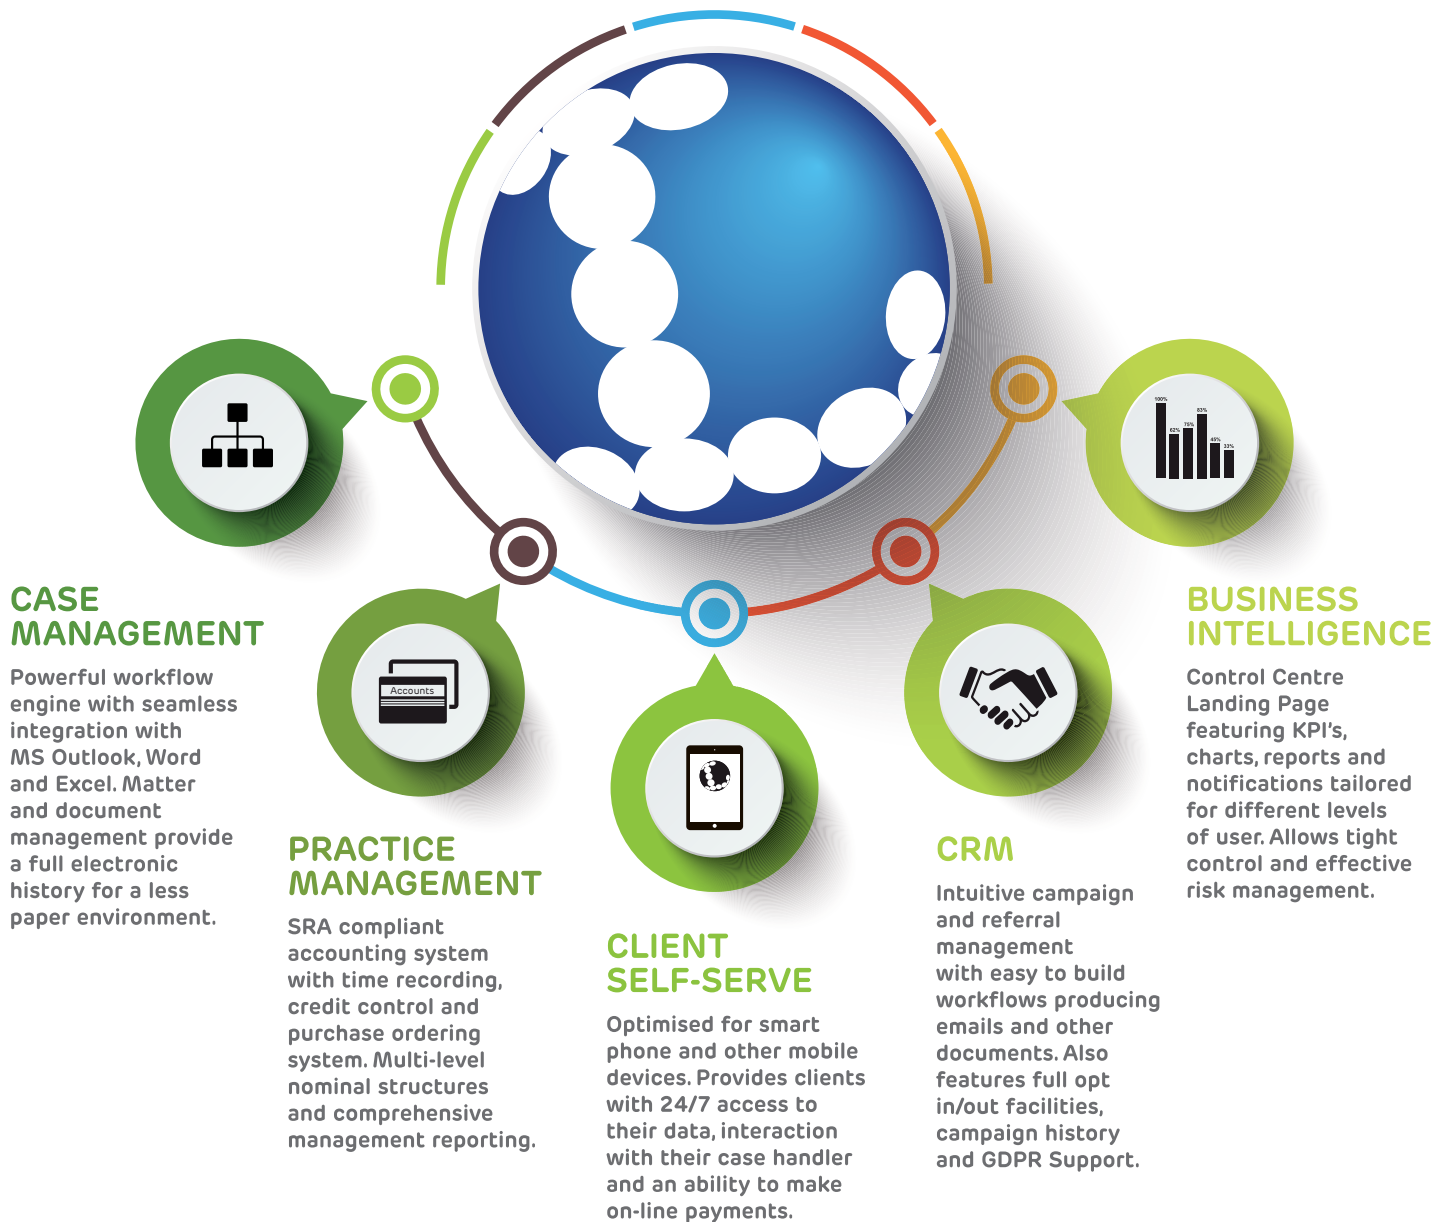 100%
62%
75%
83%
45%
33%
Accounts
CASE
MANAGEMENT
Powerful workflow
engine with seamless
integration with
MS Outlook, Word
and Excel. Matter
and document
management provide
a full electronic
history for a less
paper environment.
PRACTICE
MANAGEMENT
SRA compliant
accounting system
with time recording,
credit control and
purchase ordering
system. Multi-level
nominal structures
and comprehensive
management reporting.
CLIENT
SELF-SERVE
Optimised for smart
phone and other mobile
devices. Provides clients
with 24/7 access to
their data, interaction
with their case handler
and an ability to make
on-line payments.
CRM
Intuitive campaign
and referral
management
with easy to build
workflows producing
emails and other
documents. Also
features full opt
in/out facilities,
campaign history
and GDPR Support.
BUSINESS
INTELLIGENCE
Control Centre
Landing Page
featuring KPI's,
charts, reports and
notifications tailored
for different levels
of user. Allows tight
control and effective
risk management.